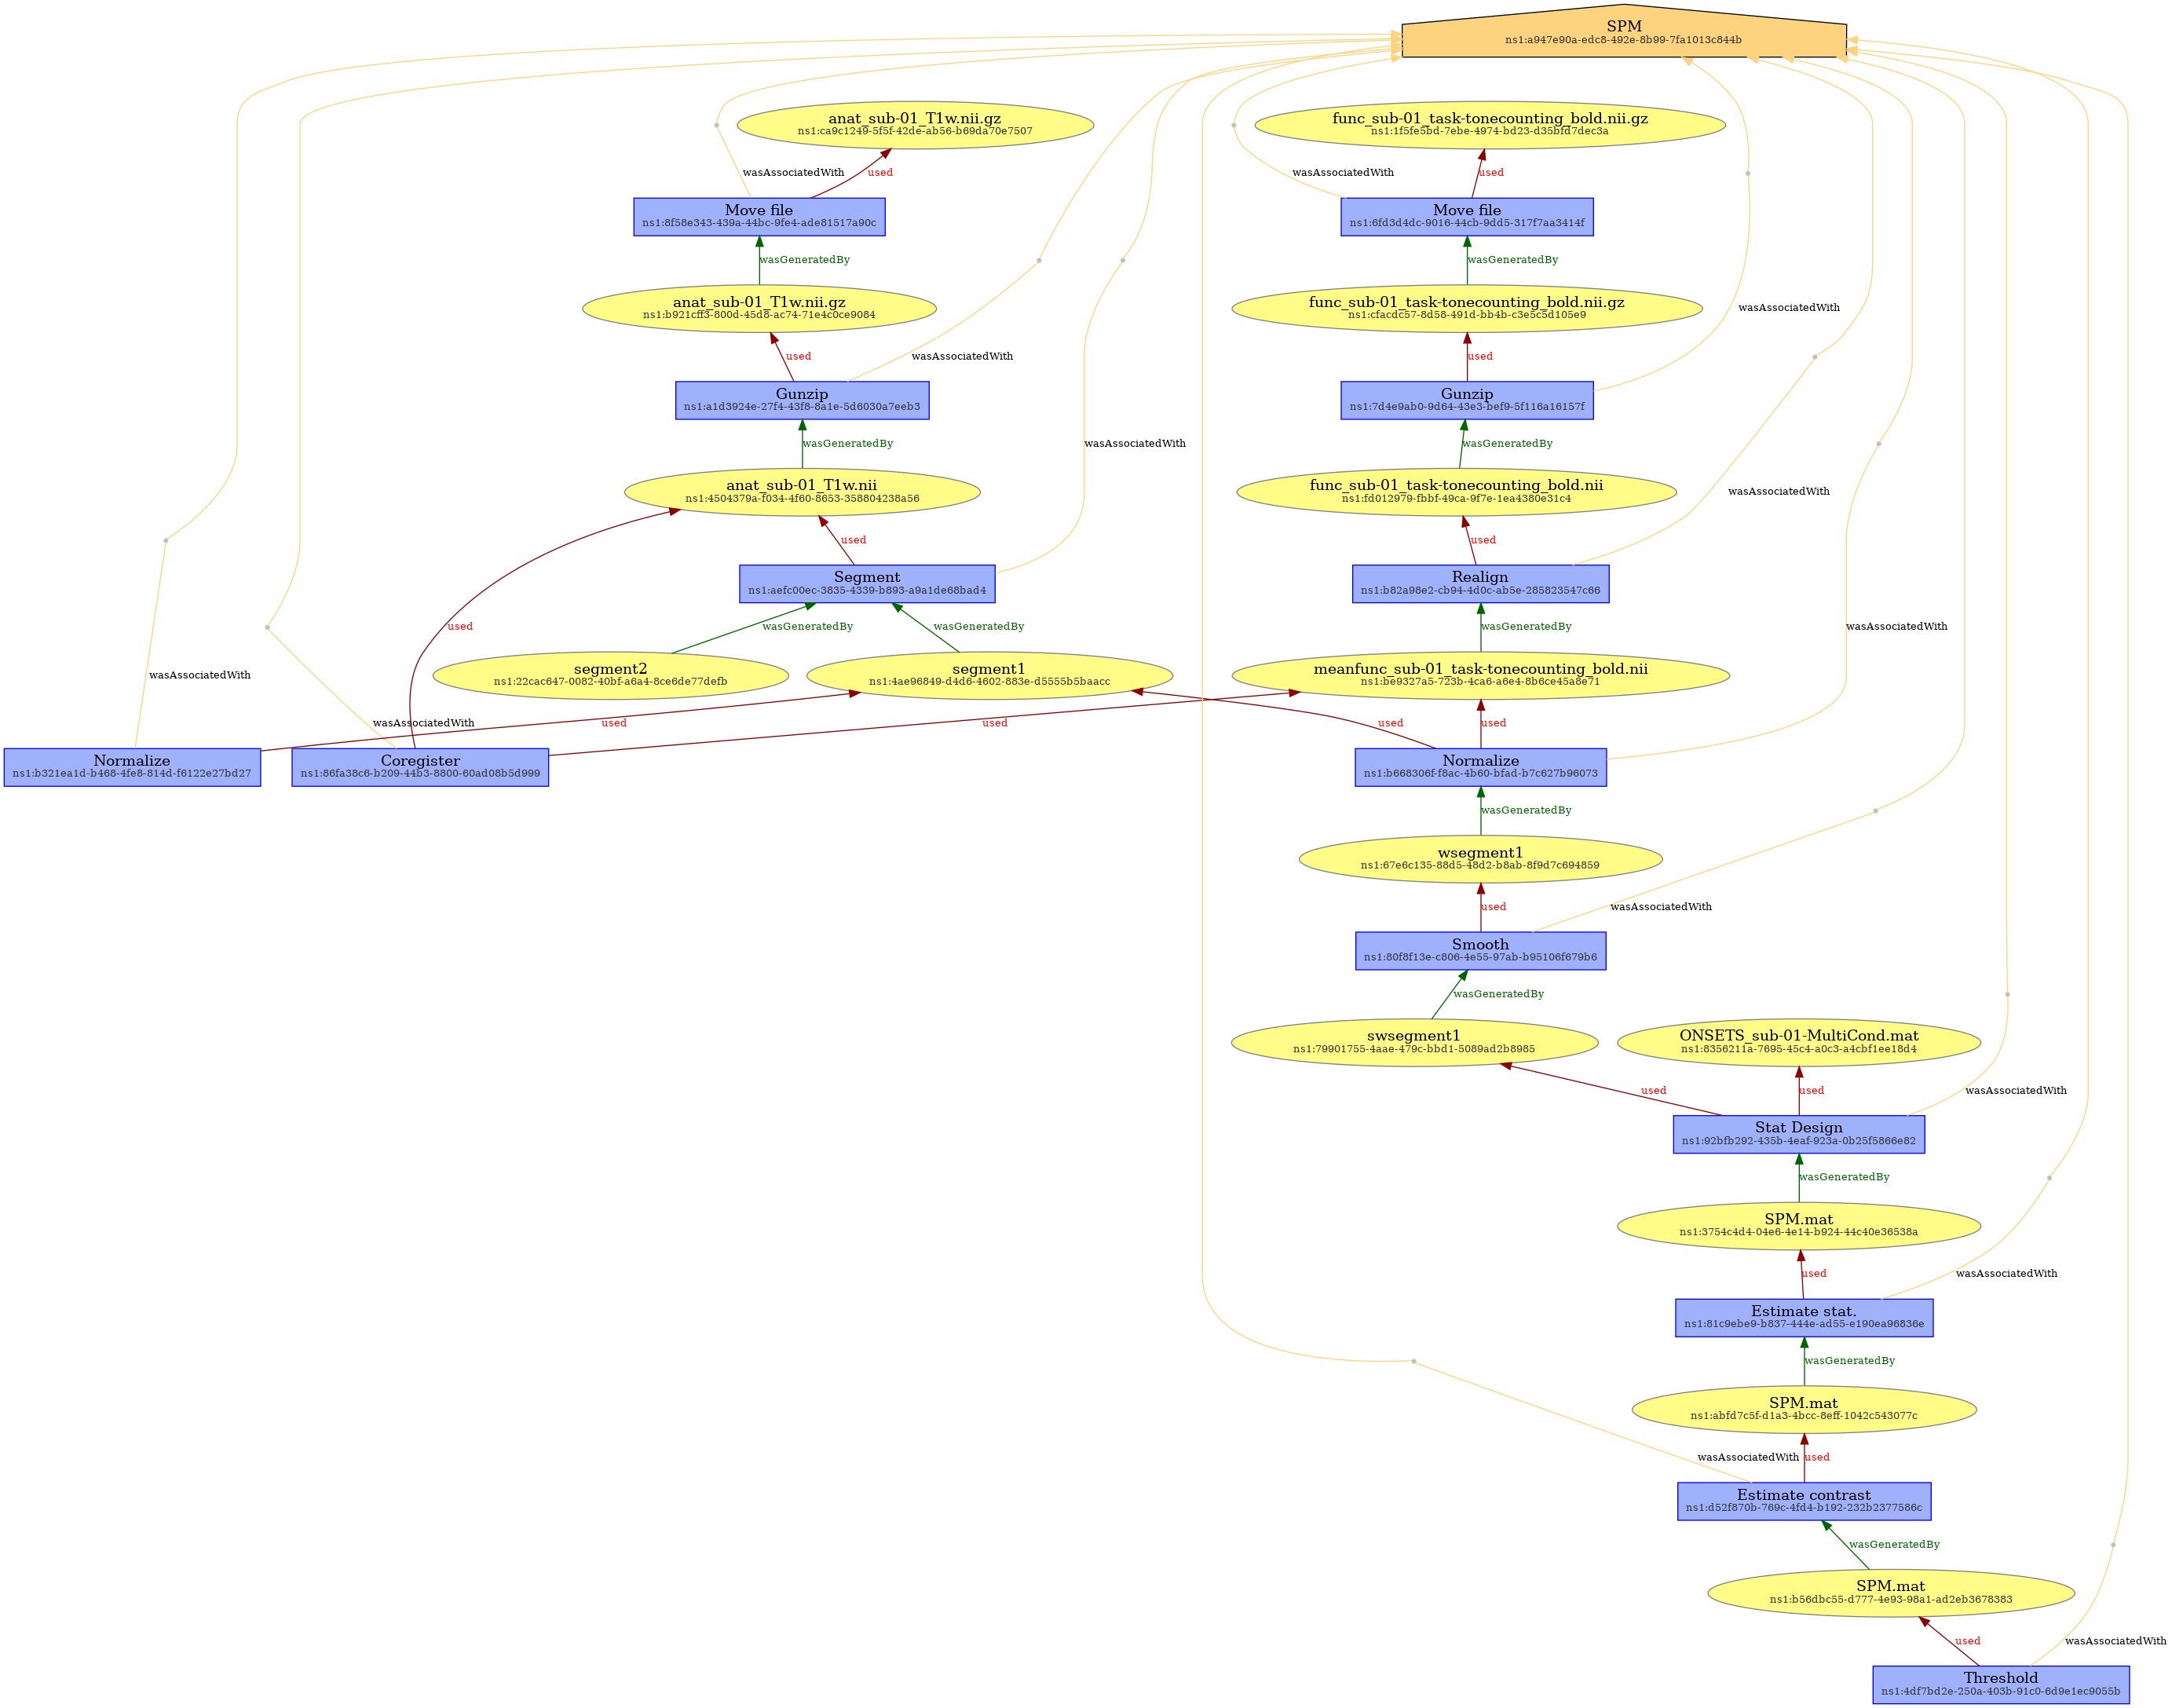 SPM
ns1:a947e90a-edc8-492e-8b99-7fa1013c844b
anat_sub-01_T1w.nii.gz
ns1:ca9c1249-5f5f-42de-ab56-b69da70e7507
func_sub-01_task-tonecounting_bold.nii.gz
ns1:1f5fe5bd-7ebe-4974-bd23-d35bfd7dec3a
wasAssociatedWith
used
wasAssociatedWith
used
Move file
ns1:8f58e343-439a-44bc-9fe4-ade81517a90c
Move file
ns1:6fd3d4dc-9016-44cb-9dd5-317f7aa3414f
wasGeneratedBy
wasGeneratedBy
anat_sub-01_T1w.nii.gz
ns1:b921cff3-800d-45d8-ac74-71e4c0ce9084
func_sub-01_task-tonecounting_bold.nii.gz
ns1:cfacdc57-8d58-491d-bb4b-c3e5c5d105e9
wasAssociatedWith
used
wasAssociatedWith
used
Gunzip
ns1:a1d3924e-27f4-43f8-8a1e-5d6030a7eeb3
Gunzip
ns1:7d4e9ab0-9d64-43e3-bef9-5f116a16157f
wasGeneratedBy
wasAssociatedWith
wasGeneratedBy
anat_sub-01_T1w.nii
ns1:4504379a-f034-4f60-8653-358804238a56
func_sub-01_task-tonecounting_bold.nii
ns1:fd012979-fbbf-49ca-9f7e-1ea4380e31c4
wasAssociatedWith
used
used
Segment
ns1:aefc00ec-3835-4339-b893-a9a1de68bad4
Realign
ns1:b82a98e2-cb94-4d0c-ab5e-285823547c66
used
wasGeneratedBy
wasGeneratedBy
wasGeneratedBy
wasAssociatedWith
wasAssociatedWith
segment2
ns1:22cac647-0082-40bf-a6a4-8ce6de77defb
segment1
ns1:4ae96849-d4d6-4602-883e-d5555b5baacc
meanfunc_sub-01_task-tonecounting_bold.nii
ns1:be9327a5-723b-4ca6-a6e4-8b6ce45a8e71
wasAssociatedWith
used
used
used
used
Normalize
ns1:b321ea1d-b468-4fe8-814d-f6122e27bd27
Coregister
ns1:86fa38c6-b209-44b3-8800-60ad08b5d999
Normalize
ns1:b668306f-f8ac-4b60-bfad-b7c627b96073
wasGeneratedBy
wsegment1
ns1:67e6c135-88d5-48d2-b8ab-8f9d7c694859
used
wasAssociatedWith
Smooth
ns1:80f8f13e-c806-4e55-97ab-b95106f679b6
wasGeneratedBy
swsegment1
ns1:79901755-4aae-479c-bbd1-5089ad2b8985
ONSETS_sub-01-MultiCond.mat
ns1:8356211a-7695-45c4-a0c3-a4cbf1ee18d4
used
used
wasAssociatedWith
Stat Design
ns1:92bfb292-435b-4eaf-923a-0b25f5866e82
wasGeneratedBy
SPM.mat
ns1:3754c4d4-04e6-4e14-b924-44c40e36538a
used
wasAssociatedWith
Estimate stat.
ns1:81c9ebe9-b837-444e-ad55-e190ea96836e
wasGeneratedBy
SPM.mat
ns1:abfd7c5f-d1a3-4bcc-8eff-1042c543077c
wasAssociatedWith
used
Estimate contrast
ns1:d52f870b-769c-4fd4-b192-232b2377586c
wasGeneratedBy
SPM.mat
ns1:b56dbc55-d777-4e93-98a1-ad2eb3678383
used
wasAssociatedWith
Threshold
ns1:4df7bd2e-250a-403b-91c0-6d9e1ec9055b